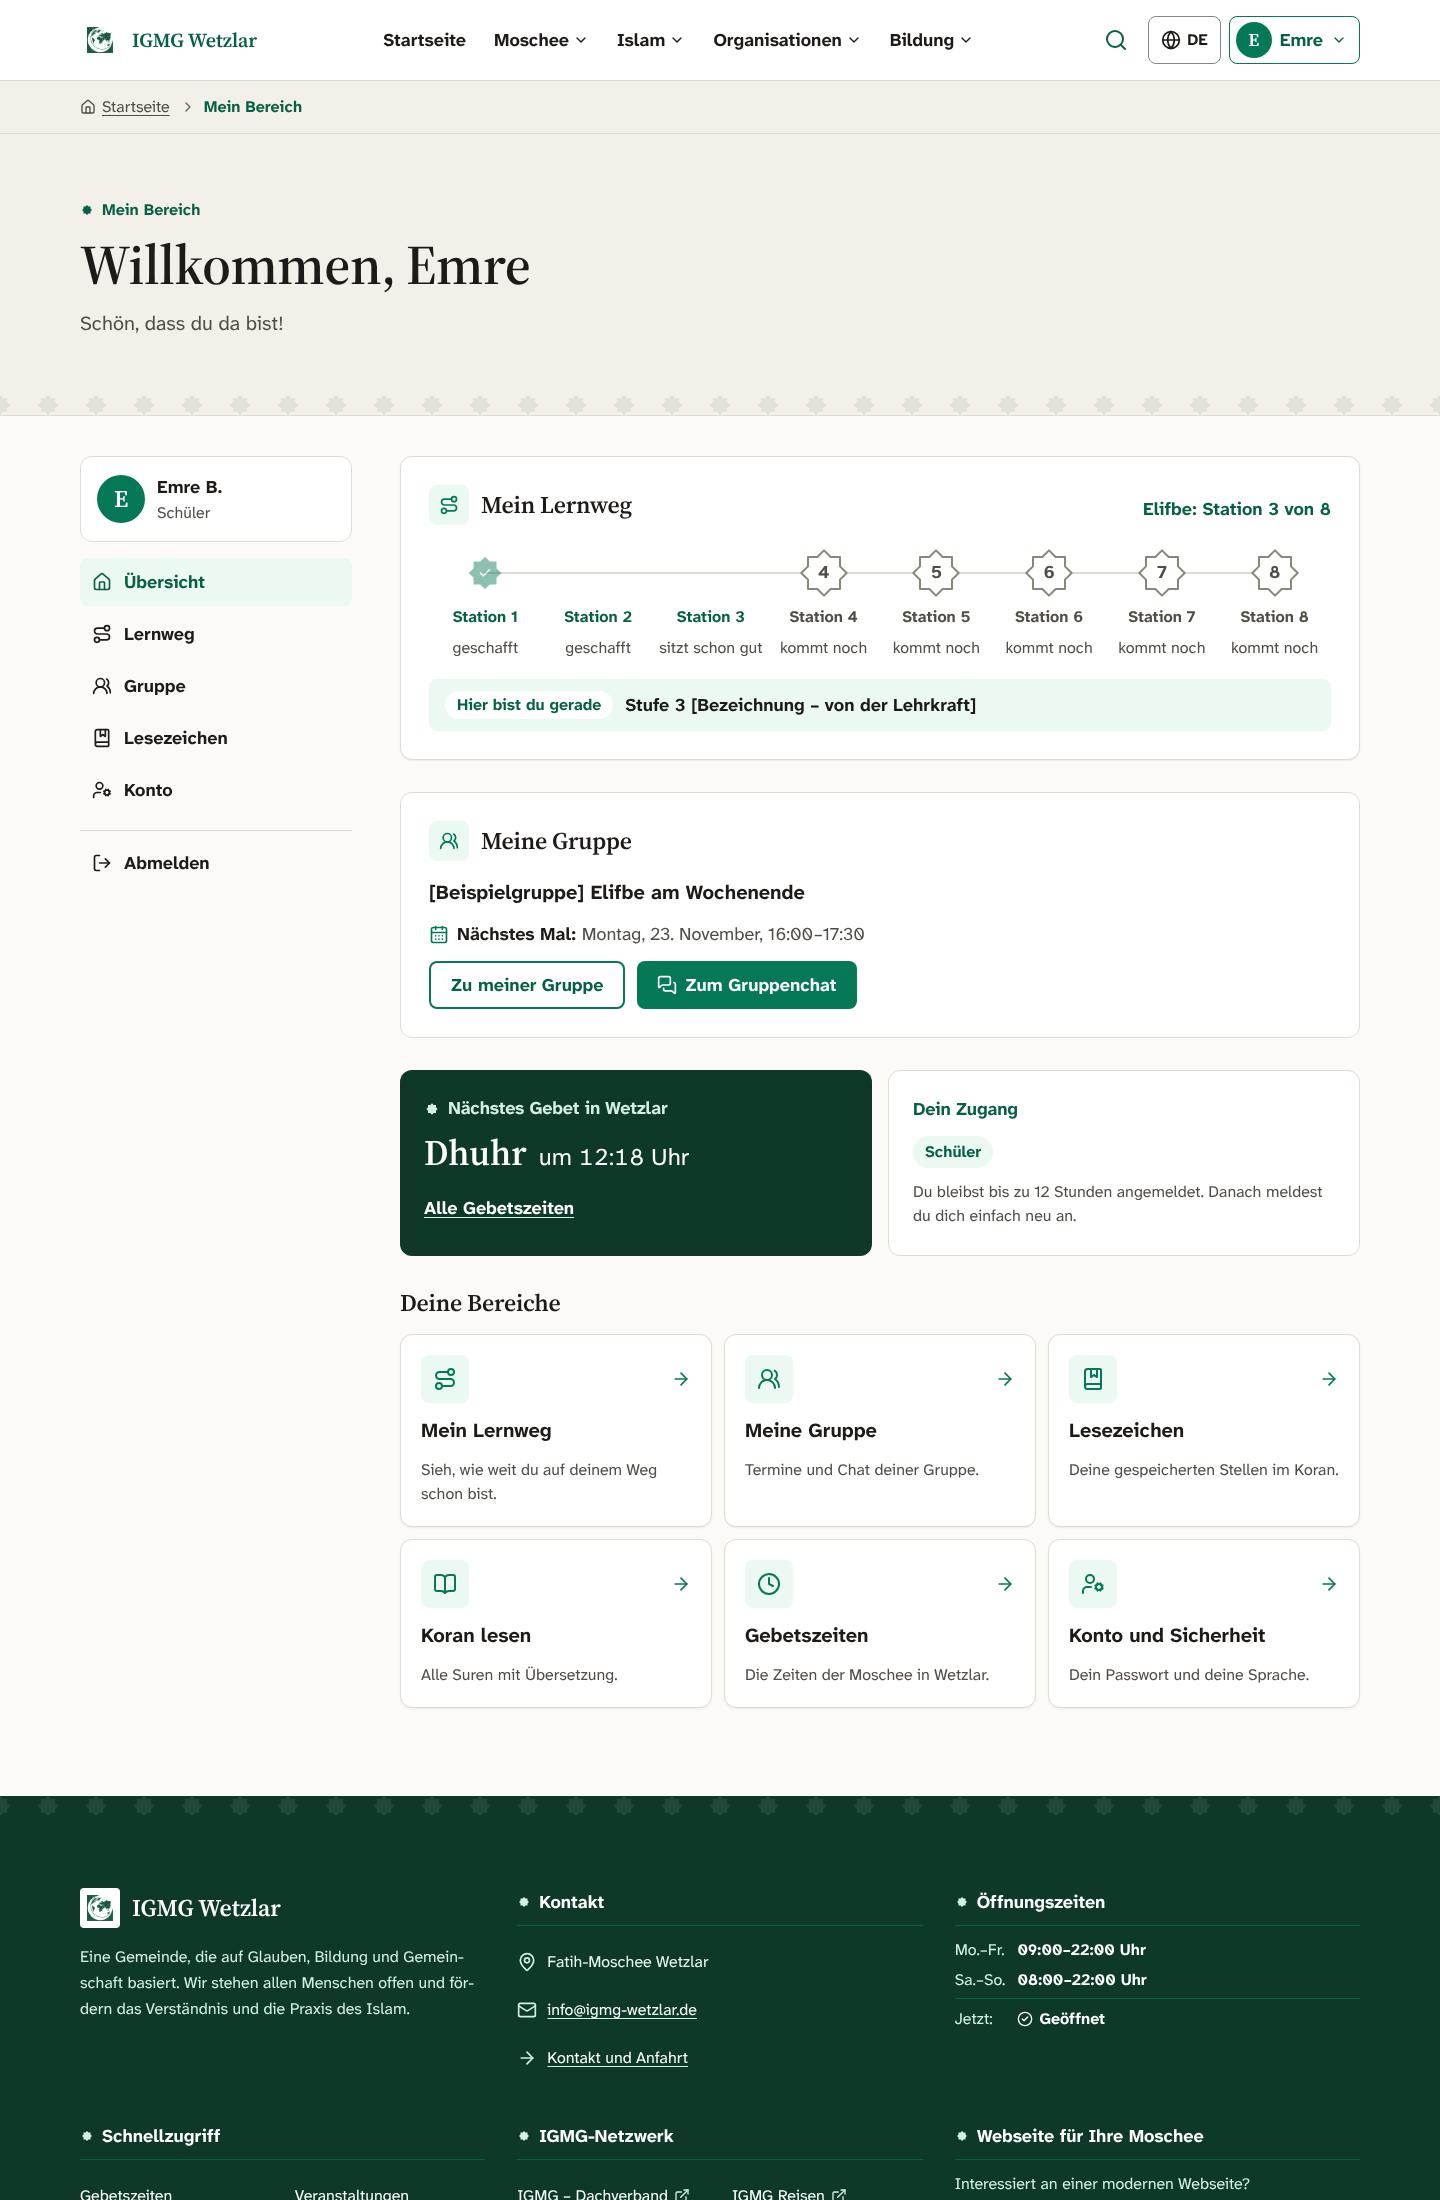 IGMG Wetzlar
Startseite Moschee Islam Organisationen Bildung
DE
E Emre
Startseite > Mein Bereich
Mein Bereich
Willkommen, Emre
Schön, dass du da bist!
E
Emre B.
Schüler
Übersicht
Lernweg
Gruppe
Lesezeichen
Konto
Abmelden
Mein Lernweg
Elifbe: Station 3 von 8
4 5 6 7 8
Station 1 Station 2 Station 3 Station 4 Station 5 Station 6 Station 7 Station 8
geschafft geschafft sitzt schon gut kommt noch kommt noch kommt noch kommt noch kommt noch
Hier bist du gerade Stufe 3 [Bezeichnung – von der Lehrkraft]
Meine Gruppe
[Beispielgruppe] Elifbe am Wochenende
Nächstes Mal: Montag, 23. November, 16:00–17:30
Zu meiner Gruppe Zum Gruppenchat
Nächstes Gebet in Wetzlar
Dhuhr um 12:18 Uhr
Alle Gebetszeiten
Dein Zugang
Schüler
Du bleibst bis zu 12 Stunden angemeldet. Danach meldest
du dich einfach neu an.
Deine Bereiche
Mein Lernweg
Sieh, wie weit du auf deinem Weg
schon bist.
Meine Gruppe
Termine und Chat deiner Gruppe.
Lesezeichen
Deine gespeicherten Stellen im Koran.
Koran lesen
Alle Suren mit Übersetzung.
Gebetszeiten
Die Zeiten der Moschee in Wetzlar.
Konto und Sicherheit
Dein Passwort und deine Sprache.
IGMG Wetzlar
Eine Gemeinde, die auf Glauben, Bildung und Gemein-
schaft basiert. Wir stehen allen Menschen offen und för-
dern das Verständnis und die Praxis des Islam.
Kontakt
Fatih-Moschee Wetzlar
info@igmg-wetzlar.de
Kontakt und Anfahrt
Öffnungszeiten
Mo.–Fr. 09:00–22:00 Uhr
Sa.–So. 08:00–22:00 Uhr
Jetzt: Geöffnet
Schnellzugriff
Gebetszeiten Veranstaltungen
IGMG-Netzwerk
IGMG – Dachverband IGMG Reisen
Webseite für Ihre Moschee
Interessiert an einer modernen Webseite?